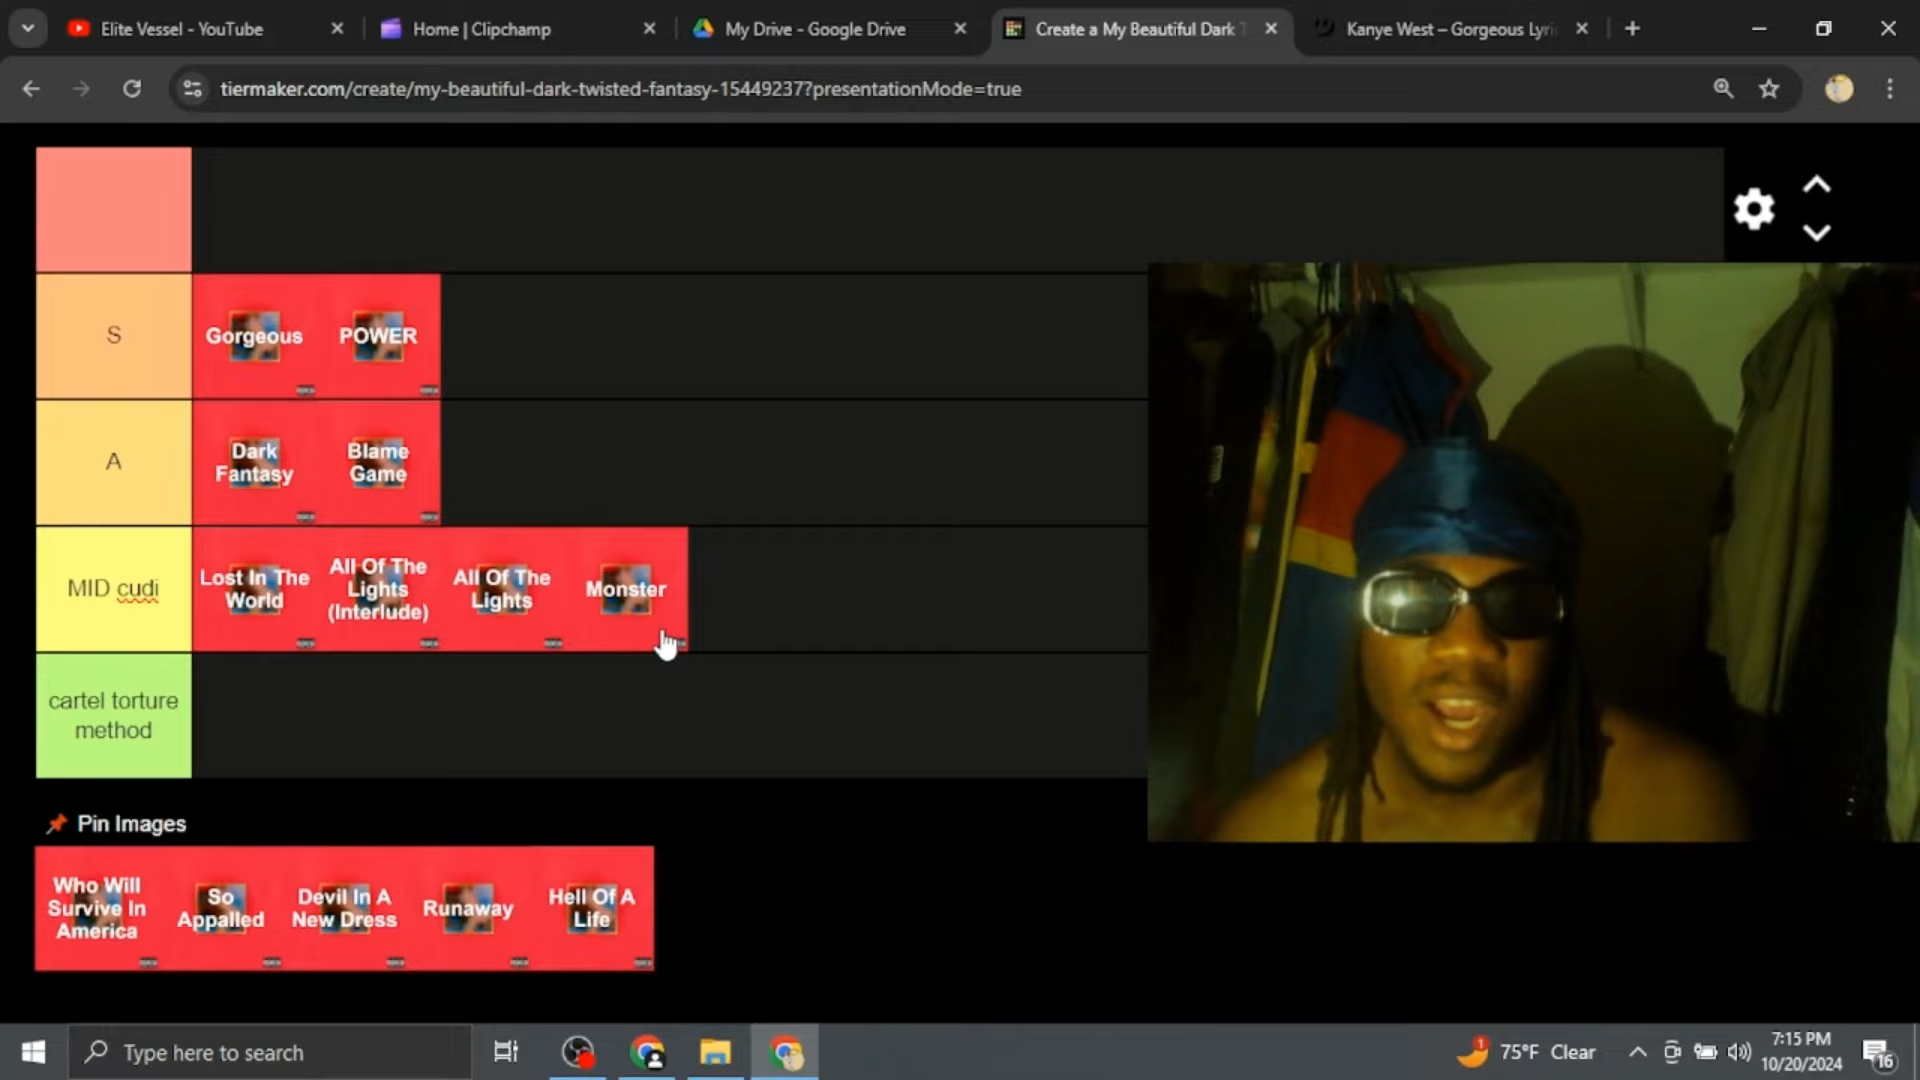 Elite Vessel - YouTube
Home | Clipchamp
My Drive - Google Drive
Create a My Beautiful Dark
Kanye West – Gorgeous Lyri
tiermaker.com/create/my-beautiful-dark-twisted-fantasy-15449237?presentationMode=true
S
Gorgeous
POWER
A
Dark
Fantasy
Blame
Game
MID cudi
Lost In The
World
All Of The
Lights
(Interlude)
All Of The
Lights
Monster
cartel torture
method
Pin Images
Who Will
Survive In
America
So
Appalled
Devil In A
New Dress
Runaway
Hell Of A
Life
Type here to search
1
75°F Clear
7:15 PM
10/20/2024
16